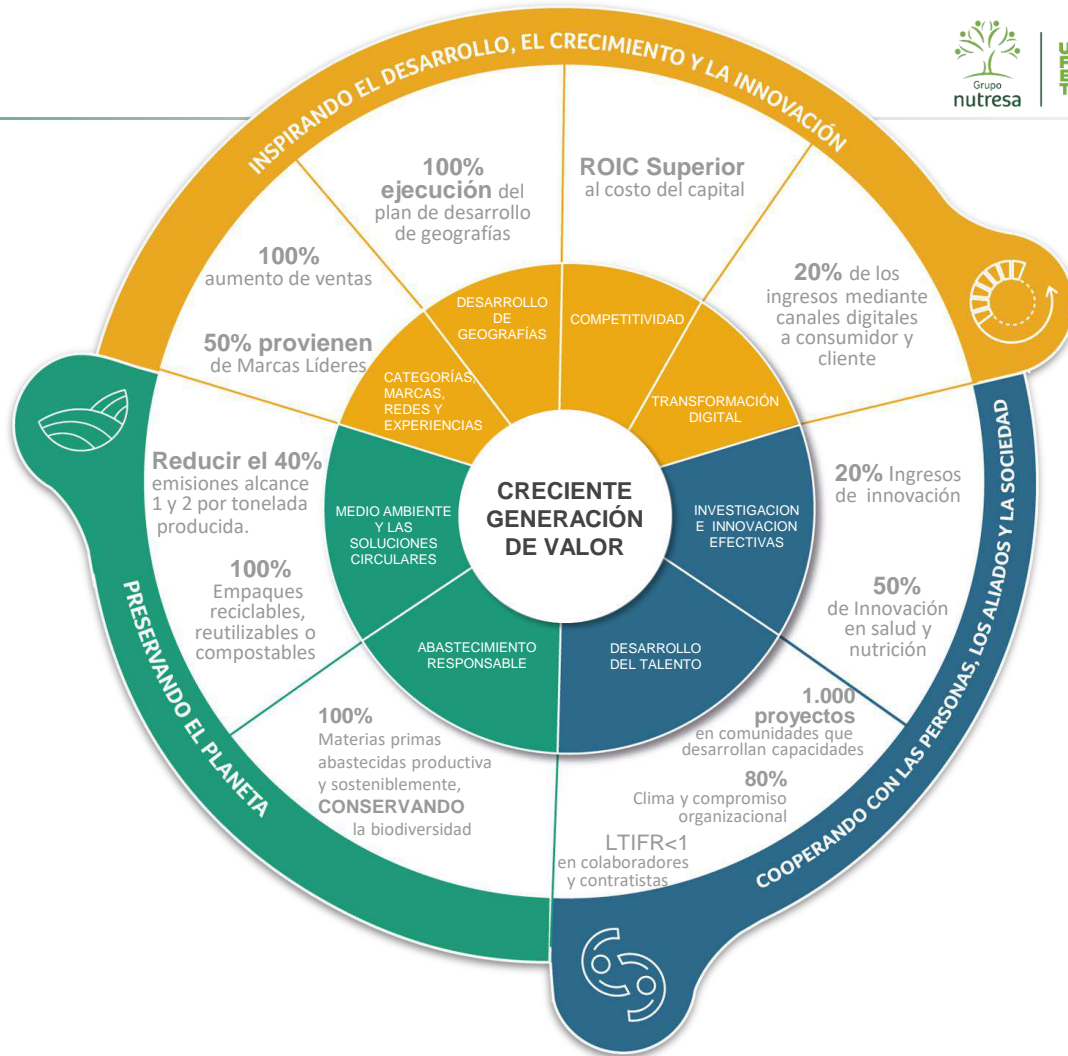 Grupo
nutresa
INSPIRANDO EL DESARROLLO, EL CRECIMIENTO Y LA INNOVACIÓN
100%
ejecución del
plan de desarrollo
de geografías
ROIC Superior
al costo del capital
100%
aumento de ventas
50% provienen
de Marcas Líderes
20% de los
ingresos mediante
canales digitales
a consumidor y
cliente
DESARROLLO
DE
GEOGRAFÍAS
COMPETITIVIDAD
CATEGORÍAS,
MARCAS,
REDES Y
EXPERIENCIAS
TRANSFORMACIÓN
DIGITAL
CRECIENTE
GENERACIÓN
DE VALOR
MEDIO AMBIENTE
Y LAS
SOLUCIONES
CIRCULARES
INVESTIGACION
E INNOVACION
EFECTIVAS
ABASTECIMIENTO
RESPONSABLE
DESARROLLO
DEL TALENTO
Reducir el 40%
emisiones alcance
1 y 2 por tonelada
producida.
100%
Empaques
reciclables,
reutilizables o
compostables
20% Ingresos
de innovación
50%
de Innovación
en salud y
nutrición
100%
Materias primas
abastecidas productiva
y sosteniblemente,
CONSERVANDO
la biodiversidad
1.000
proyectos
en comunidades que
desarrollan capacidades
80%
Clima y compromiso
organizacional
LTIFR<1
en colaboradores
y contratistas
PRESERVANDO EL PLANETA
COOPERANDO CON LAS PERSONAS, LOS ALIADOS Y LA SOCIEDAD